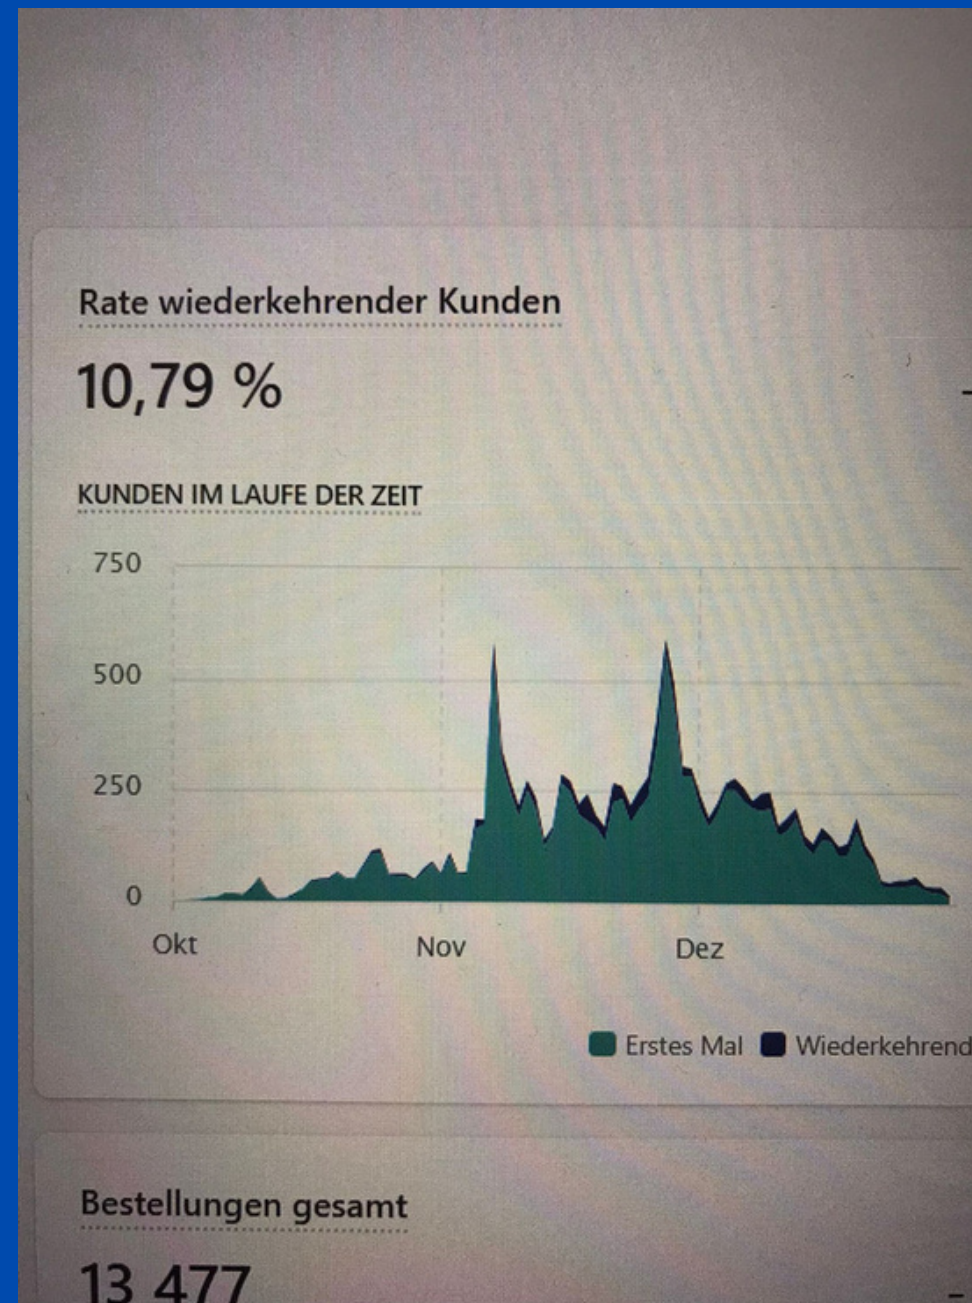 Rate wiederkehrender Kunden
10,79 %
KUNDEN IM LAUFE DER ZEIT
750
500
250
0
Okt Nov Dez
Erstes Mal Wiederkehrend
Bestellungen gesamt
13 477